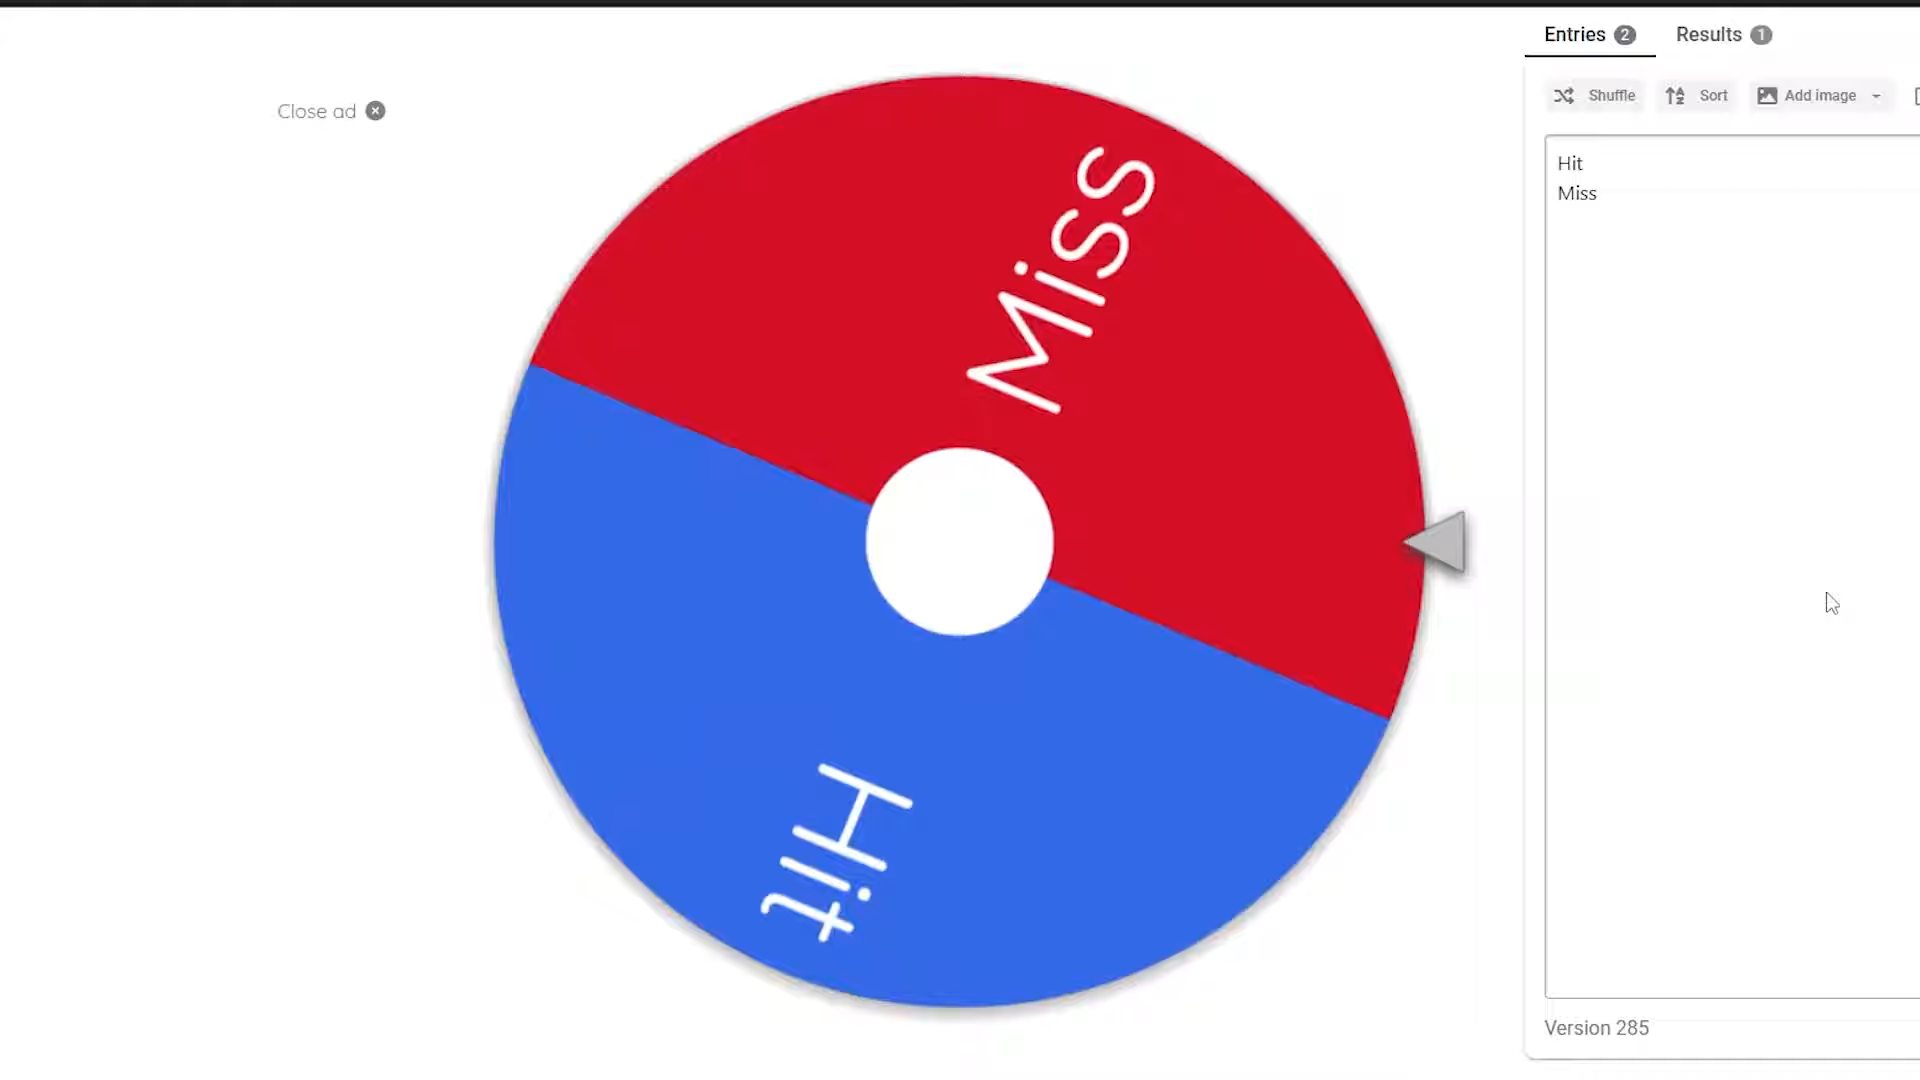 Entries 2 Results 1
Close ad
Shuffle Sort Add image
Hit
Miss
Miss
Hit
Version 285